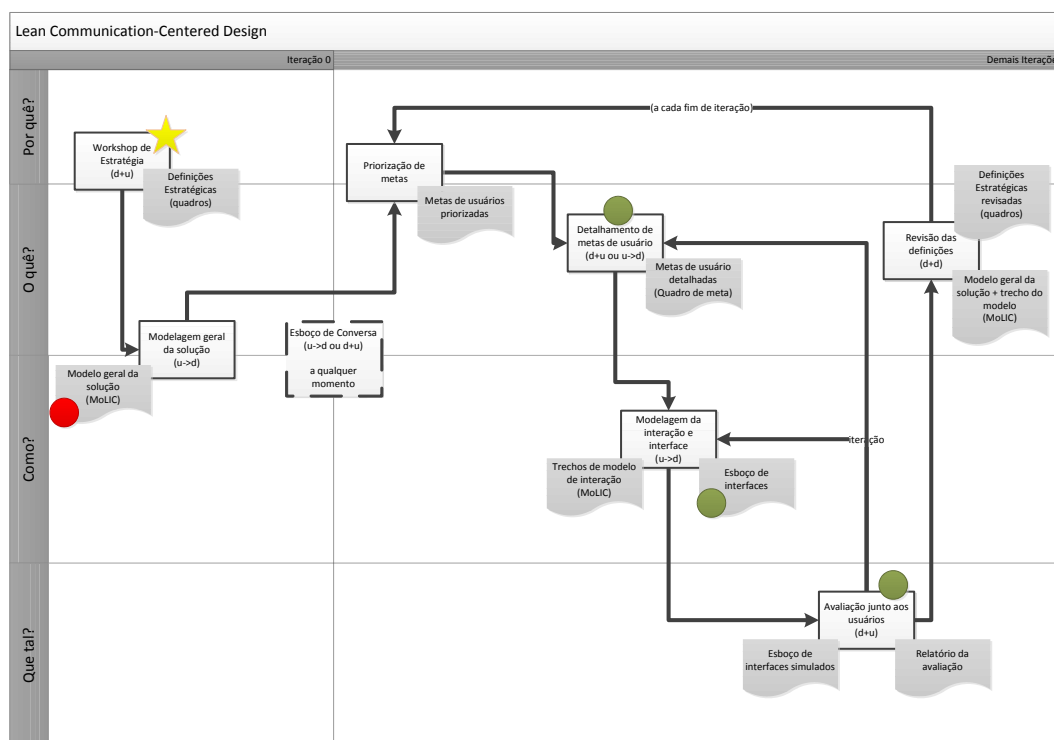 Lean Communication-Centered Design
Iteração 0
Demais Iteraçõe
Por quê?
(a cada fim de iteração)
Workshop de
Estratégia
(d+u)
Definições
Estratégicas
(quadros)
Priorização de
metas
Metas de usuários
priorizadas
Definições
Estratégicas
revisadas
(quadros)
O quê?
Detalhamento de
metas de usuário
(d+u ou u->d)
Metas de usuário
detalhadas
(Quadro de meta)
Revisão das
definições
(d+d)
Modelo geral da
solução + trecho do
modelo
(MoLIC)
Modelagem geral
da solução
(u->d)
Esboço de Conversa
(u->d ou d+u)
a qualquer
momento
Como?
Modelo geral da
solução
(MoLIC)
Modelagem da
interação e
interface
(u->d)
iteração
Trechos de modelo
de interação
(MoLIC)
Esboço de
interfaces
Que tal?
Avaliação junto aos
usuários
(d+u)
Esboço de
interfaces simulados
Relatório da
avaliação